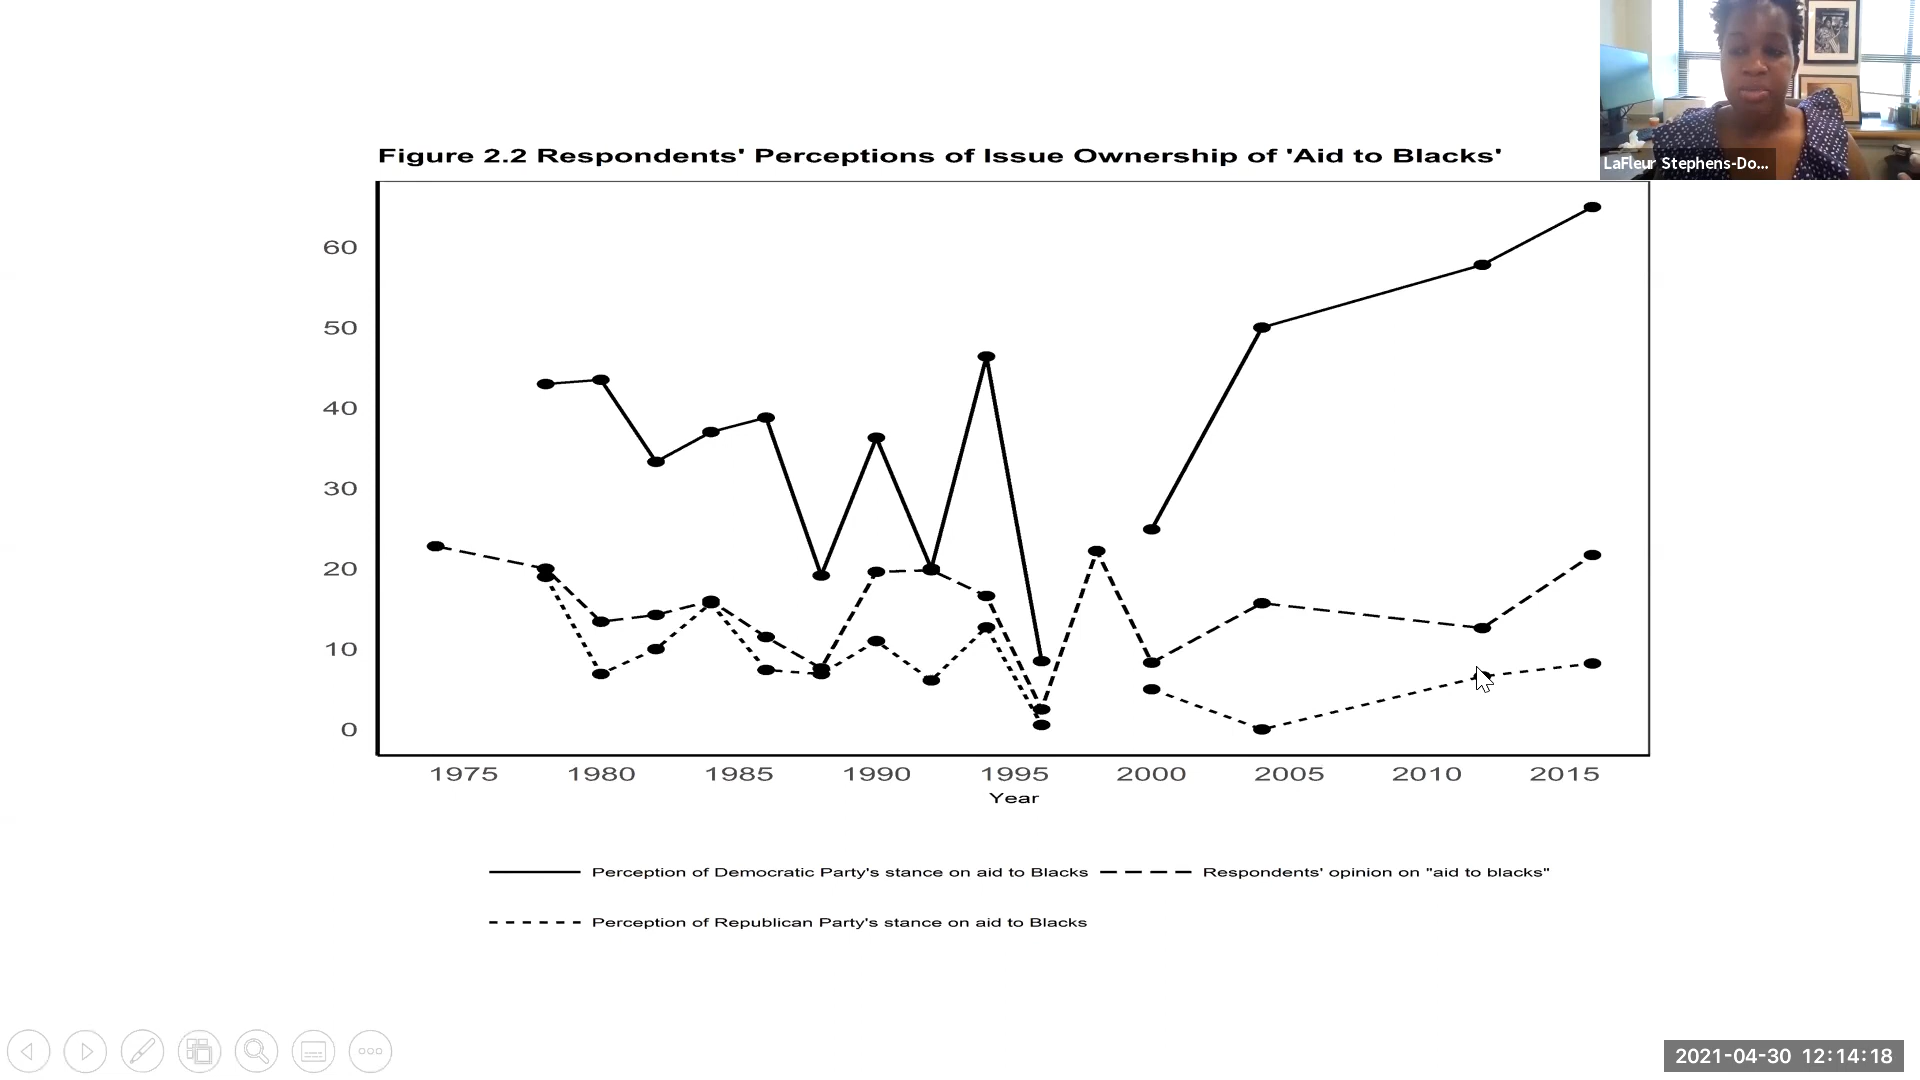 LaFleur Stephens-Do...
Figure 2.2 Respondents' Perceptions of Issue Ownership of 'Aid to Blacks'
60
50
40
30
20
10
0
1975 1980 1985 1990 1995 2000 2005 2010 2015
Year
Perception of Democratic Party's stance on aid to Blacks Respondents' opinion on "aid to blacks"
Perception of Republican Party's stance on aid to Blacks
2021-04-30 12:14:18